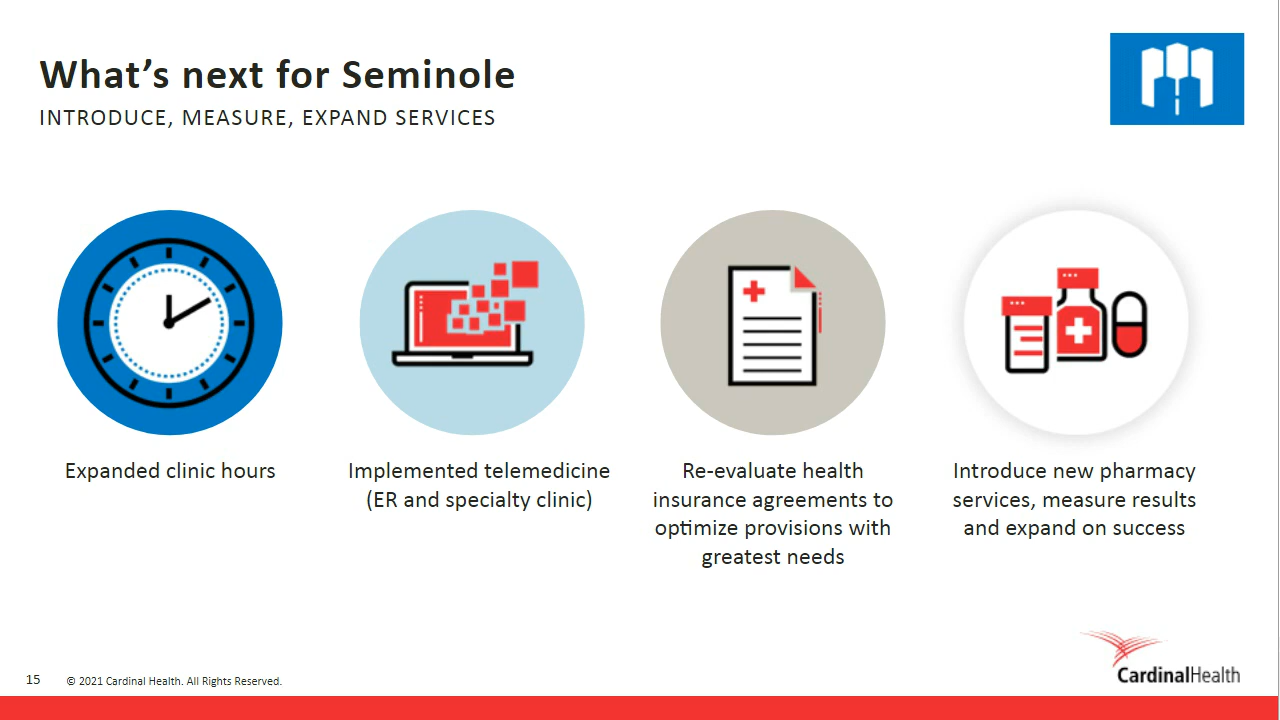 What's next for Seminole
INTRODUCE, MEASURE, EXPAND SERVICES
Expanded clinic hours
Implemented telemedicine
(ER and specialty clinic)
Re-evaluate health
insurance agreements to
optimize provisions with
greatest needs
Introduce new pharmacy
services, measure results
and expand on success
CardinalHealth
15
© 2021 Cardinal Health. All Rights Reserved.